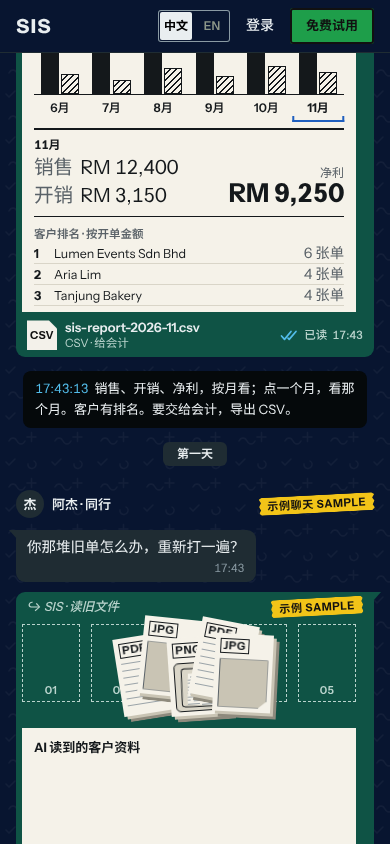 SIS
中文 EN
登录
免费试用
6月 7月 8月 9月 10月 11月
11月
销售 RM 12,400
开销 RM 3,150
净利
RM 9,250
客户排名·按开单金额
1 Lumen Events Sdn Bhd 6 张单
2 Aria Lim 4 张单
3 Tanjung Bakery 4 张单
CSV
sis-report-2026-11.csv
CSV·给会计
已读 17:43
17:43:13 销售、开销、净利，按月看；点一个月，看那
个月。客户有排名。要交给会计，导出 CSV。
第一天
杰 阿杰·同行
示例聊天 SAMPLE
你那堆旧单怎么办，重新打一遍？
17:43
↪ SIS·读旧文件
示例 SAMPLE
JPG
PDF
JPG
PNG
01
05
AI 读到的客户资料